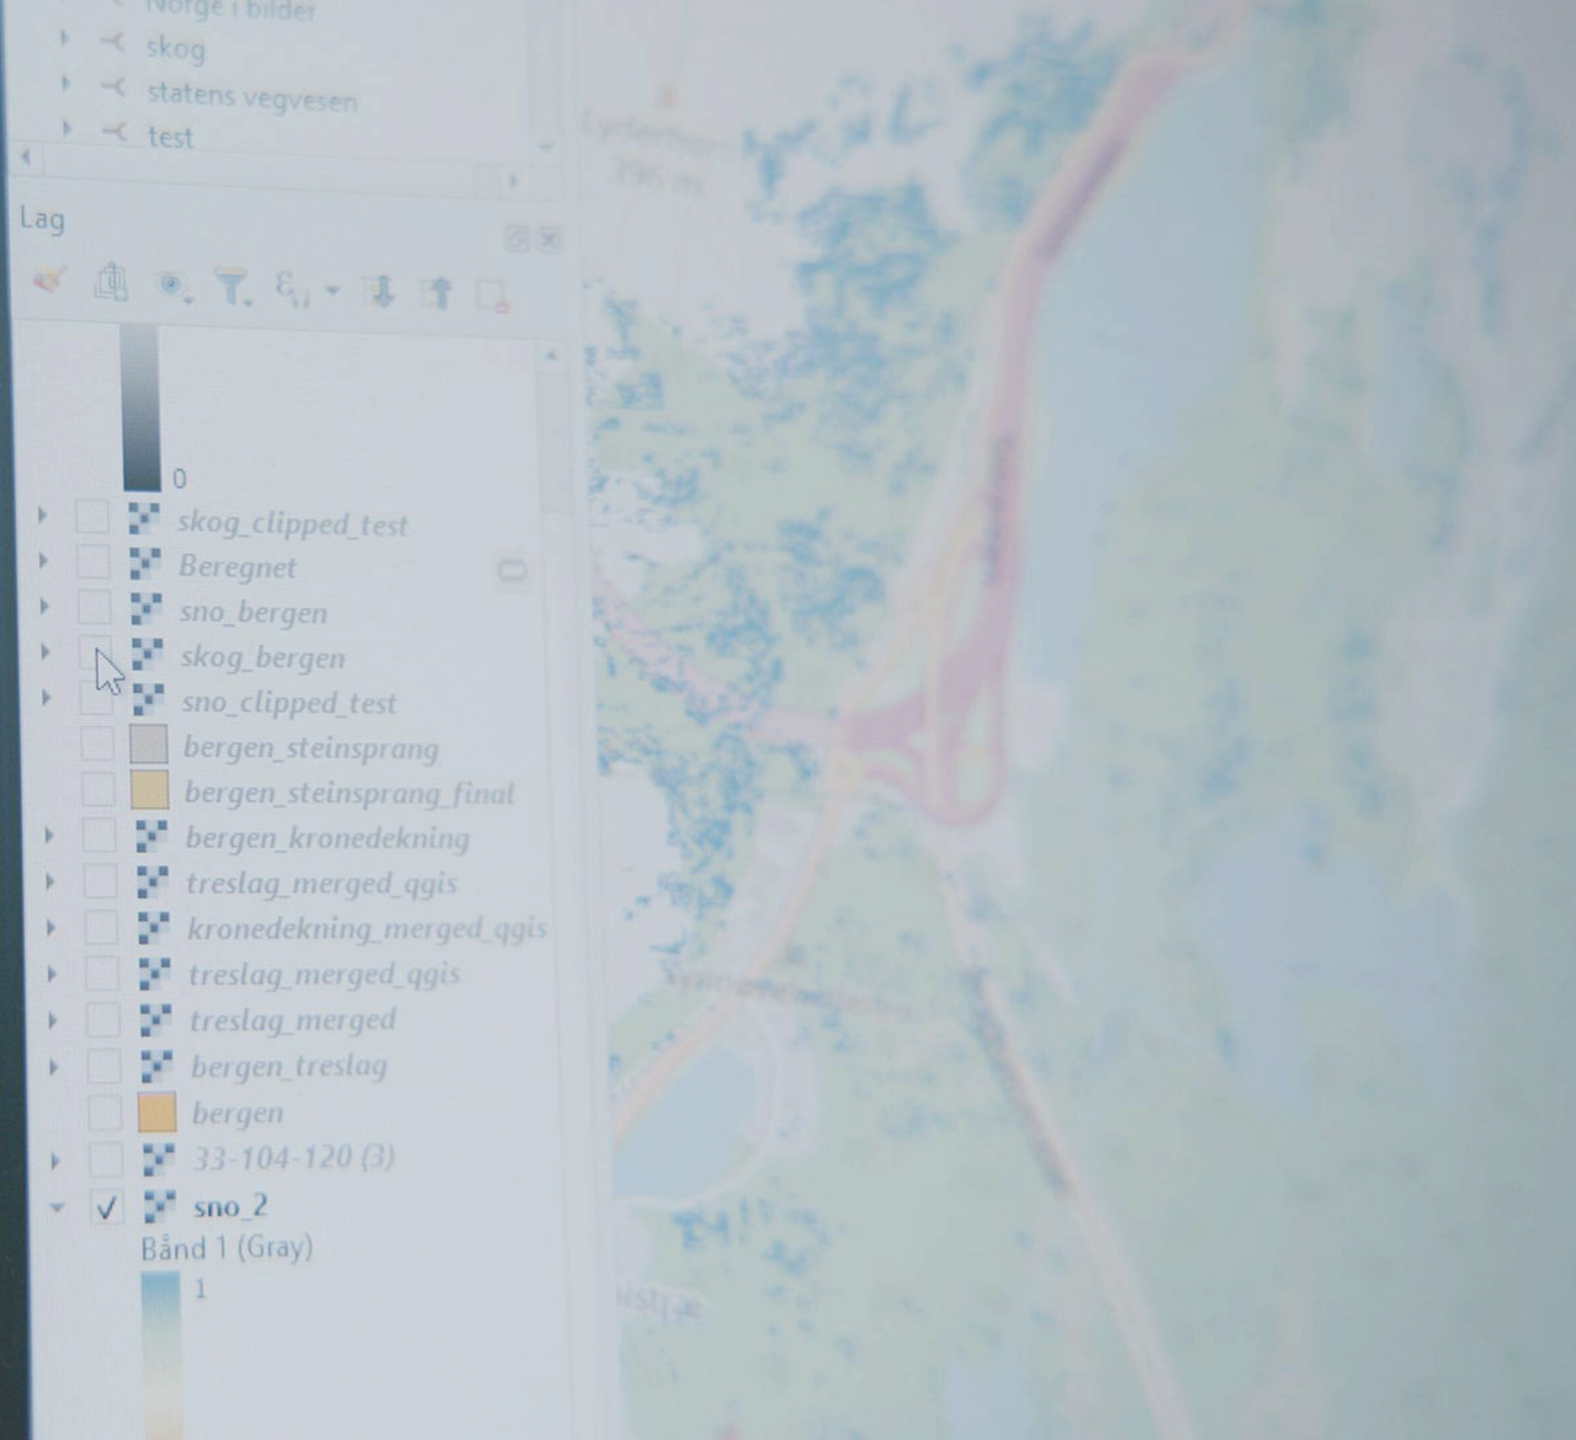 Norge i bilder
skog
statens vegvesen
test
Lag
0
skog_clipped_test
Beregnet
sno_bergen
skog_bergen
sno_clipped_test
bergen_steinsprang
bergen_steinsprang_final
bergen_kronedekning
treslag_merged_qgis
kronedekning_merged_qgis
treslag_merged_qgis
treslag_merged
bergen_treslag
bergen
33-104-120 (3)
sno_2
Bånd 1 (Gray)
1